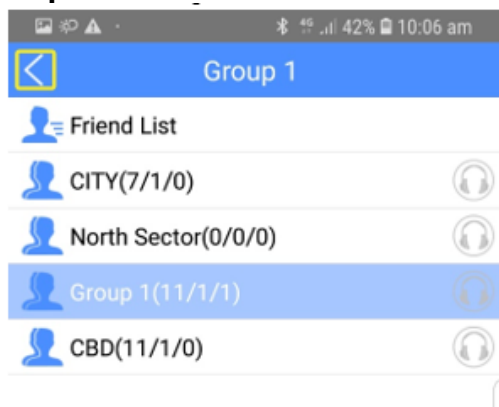 4G 42% 10:06 am
Group 1
Friend List
CITY(7/1/0)
North Sector(0/0/0)
Group 1(11/1/1)
CBD(11/1/0)